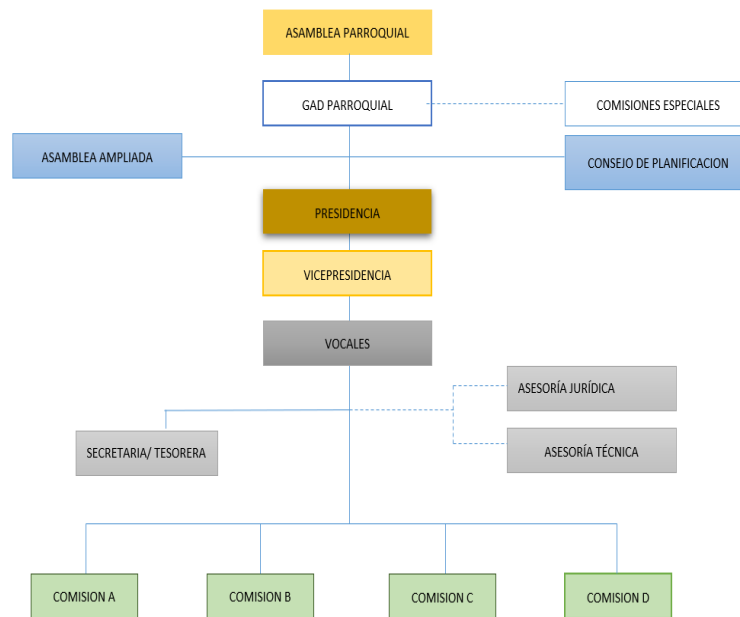 ASAMBLEA PARROQUIAL
GAD PARROQUIAL
COMISIONES ESPECIALES
ASAMBLEA AMPLIADA
CONSEJO DE PLANIFICACION
PRESIDENCIA
VICEPRESIDENCIA
VOCALES
ASESORÍA JURÍDICA
SECRETARIA/ TESORERA
ASESORÍA TÉCNICA
COMISION A
COMISION B
COMISION C
COMISION D